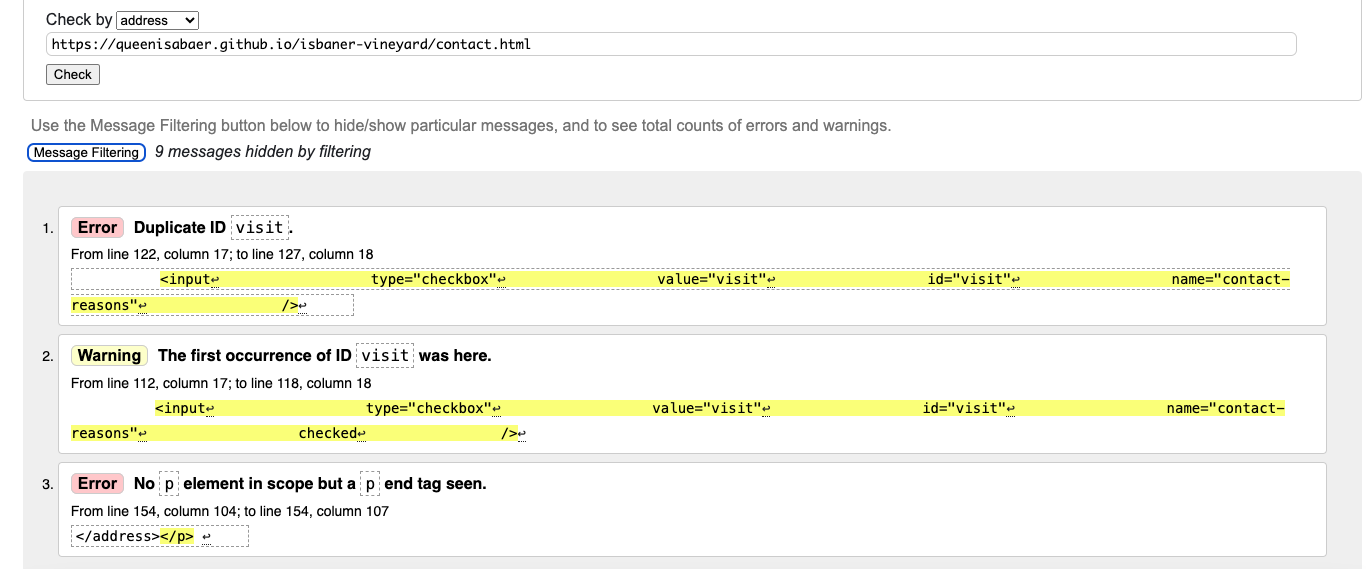 Check by address
https://queenisabaer.github.io/isbaner-vineyard/contact.html
Check
Use the Message Filtering button below to hide/show particular messages, and to see total counts of errors and warnings.
Message Filtering 9 messages hidden by filtering
1. Error Duplicate ID visit.
From line 122, column 17; to line 127, column 18
<input↩ type="checkbox"↩ value="visit"↩ id="visit"↩ name="contact-
reasons"↩ />↩
2. Warning The first occurrence of ID visit was here.
From line 112, column 17; to line 118, column 18
<input↩ type="checkbox"↩ value="visit"↩ id="visit"↩ name="contact-
reasons"↩ checked↩ />↩
3. Error No p element in scope but a p end tag seen.
From line 154, column 104; to line 154, column 107
</address></p> ↩